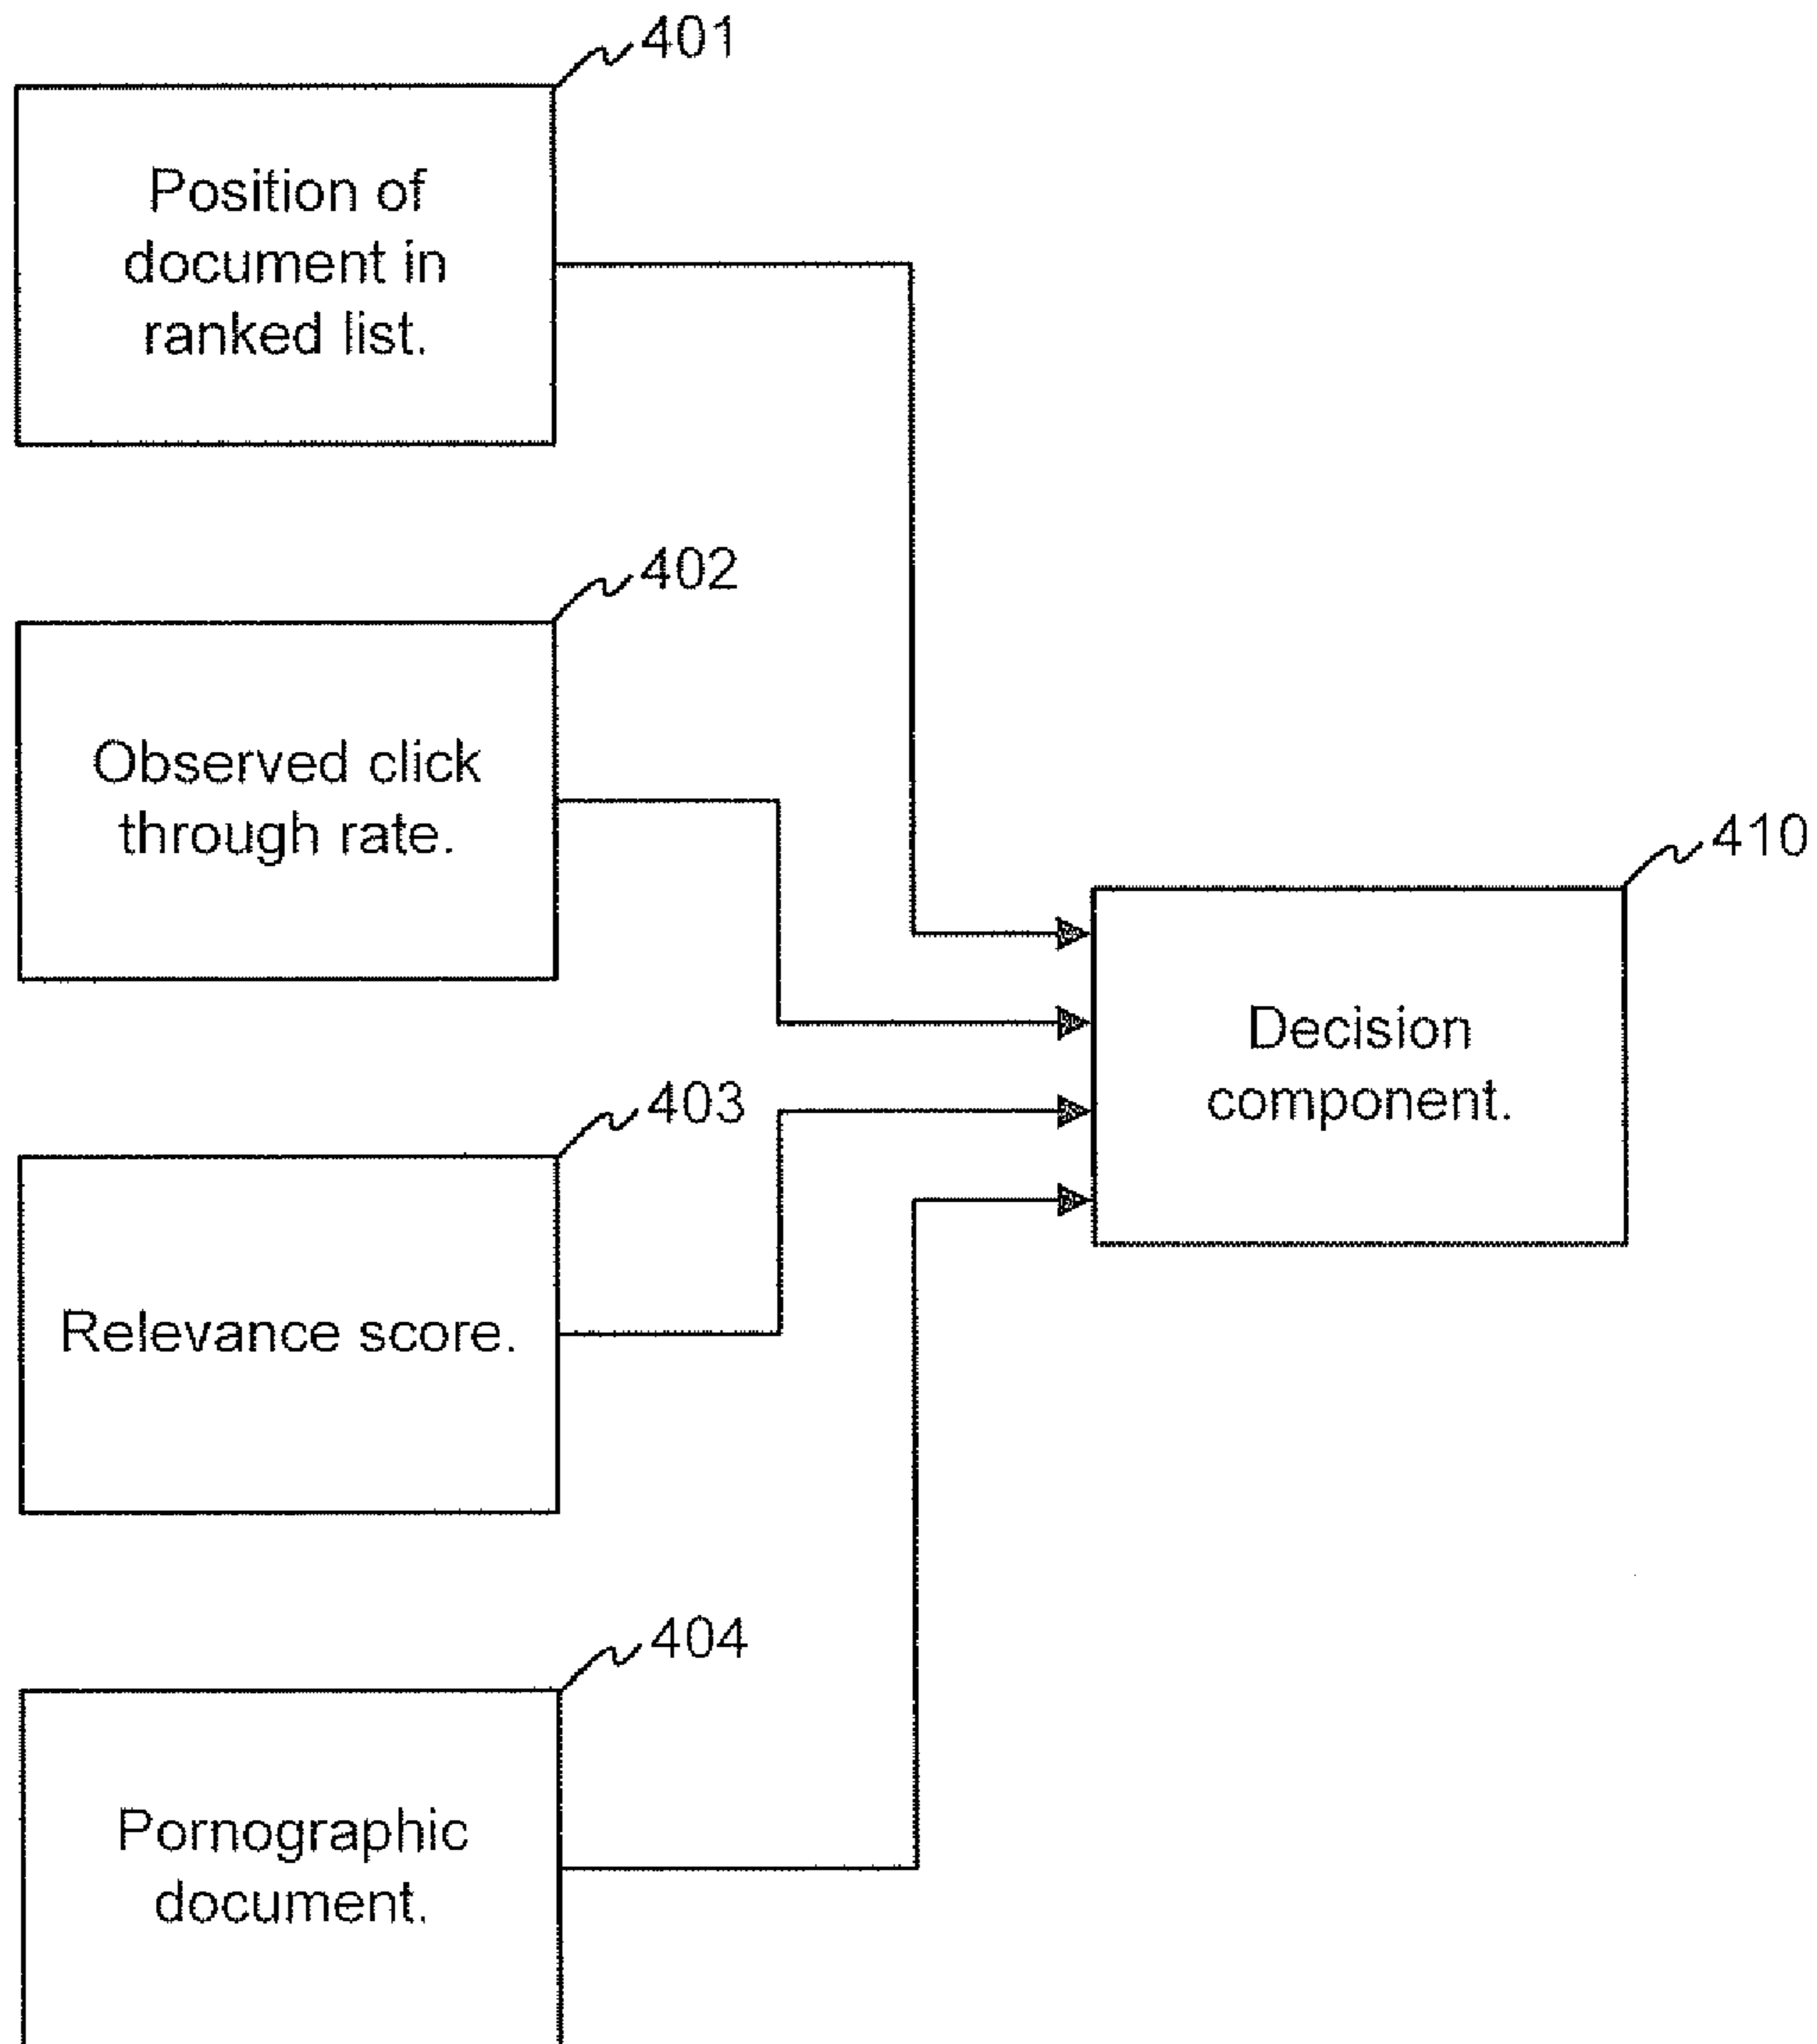 401
Position of
document in
ranked list.
402
Observed click
through rate.
410
Decision
component.
403
Relevance score.
404
Pornographic
document.